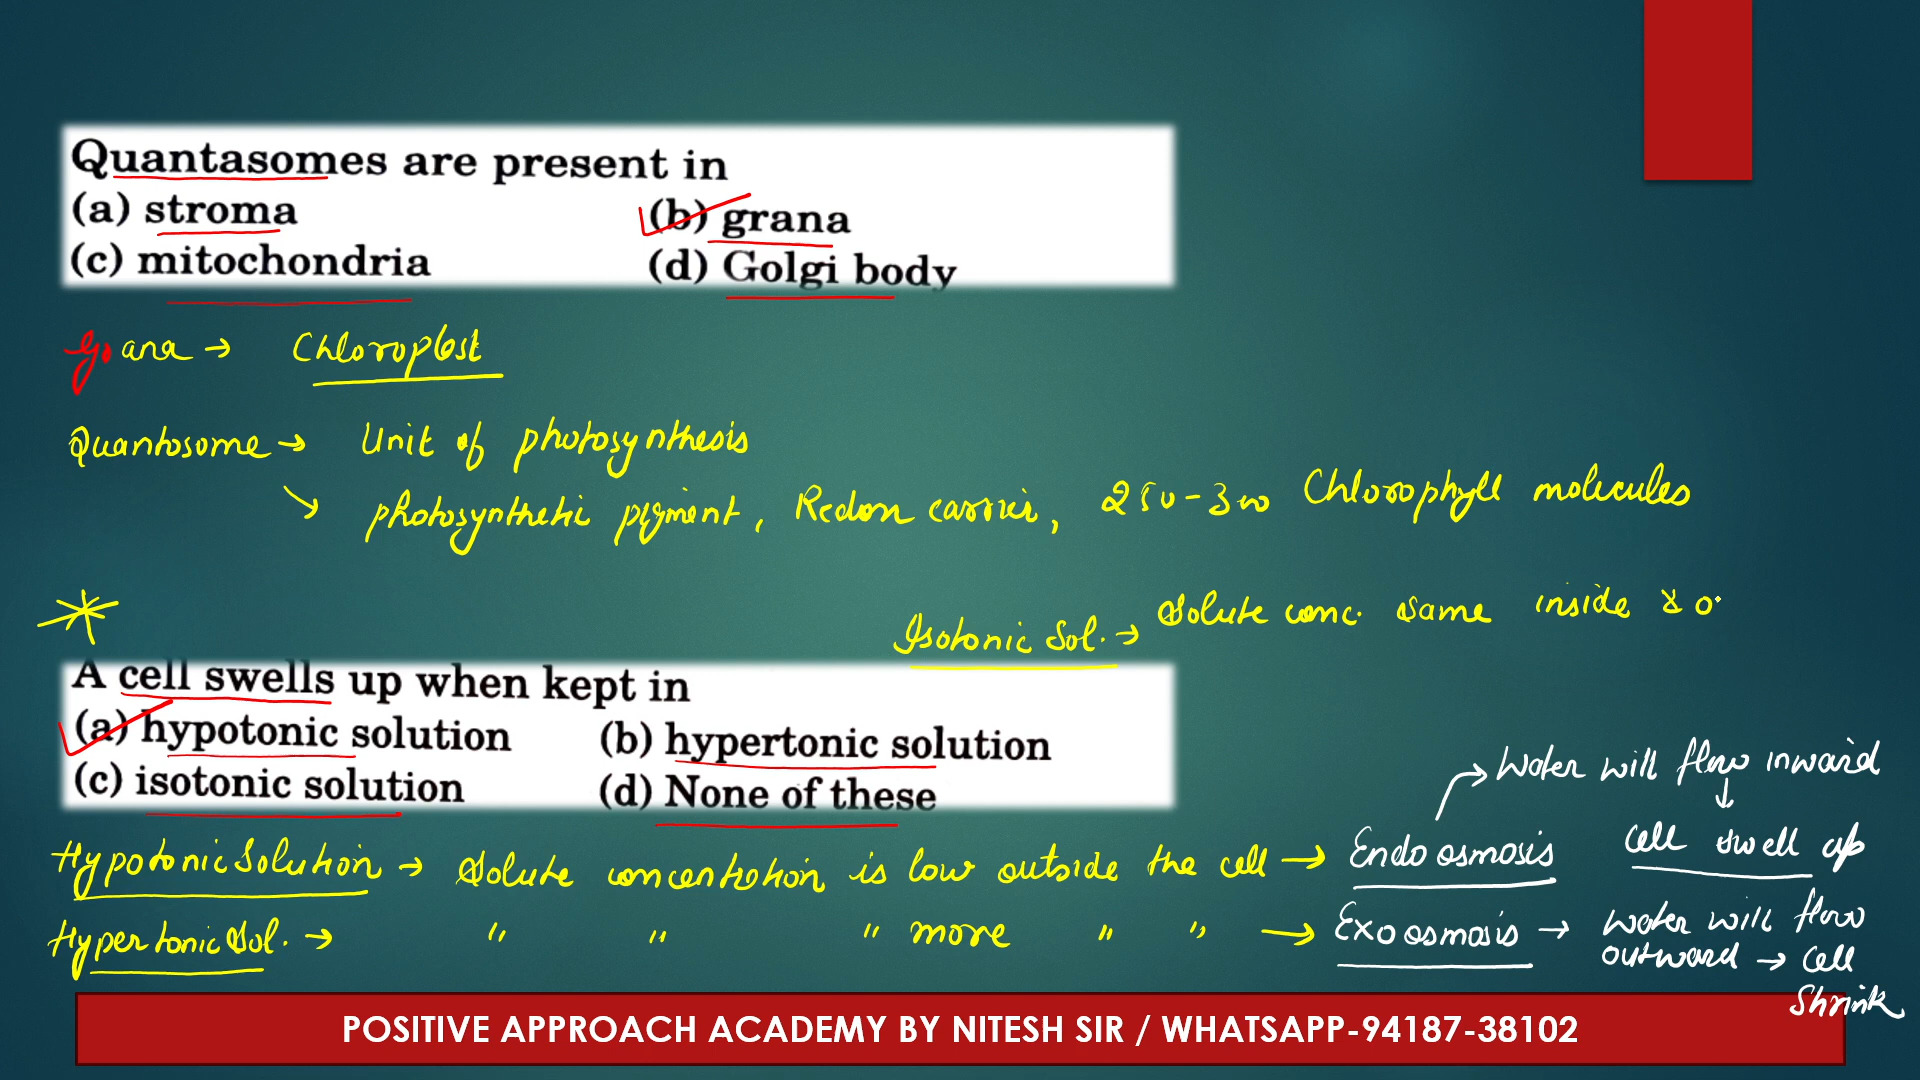 Quantasomes are present in
(a) stroma (b) grana
(c) mitochondria (d) Golgi body
Grana → Chloroplast
Quantosome → Unit of photosynthesis
↘ photosynthetic pigment, Redox carrier, 250-300 Chlorophyll molecules
Isotonic Sol. → Solute conc. same inside & o
A cell swells up when kept in
(a) hypotonic solution (b) hypertonic solution
(c) isotonic solution (d) None of these
→ Water will flow inward
↓
Hypotonic Solution → Solute concentration is low outside the cell → Endo osmosis cell swell up
Hypertonic Sol. → " " " more " " → Exo osmosis → water will flow
outward → Cell
Shrink
POSITIVE APPROACH ACADEMY BY NITESH SIR / WHATSAPP-94187-38102